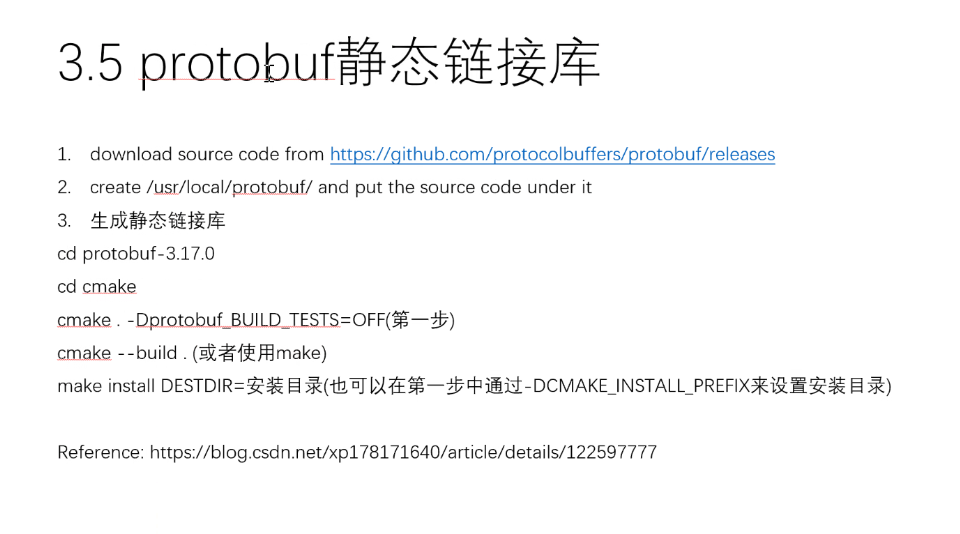 3.5 protobuf静态链接库
1. download source code from https://github.com/protocolbuffers/protobuf/releases
2. create /usr/local/protobuf/ and put the source code under it
3. 生成静态链接库
cd protobuf-3.17.0
cd cmake
cmake . -Dprotobuf_BUILD_TESTS=OFF(第一步)
cmake --build . (或者使用make)
make install DESTDIR=安装目录(也可以在第一步中通过-DCMAKE_INSTALL_PREFIX来设置安装目录)
Reference: https://blog.csdn.net/xp178171640/article/details/122597777